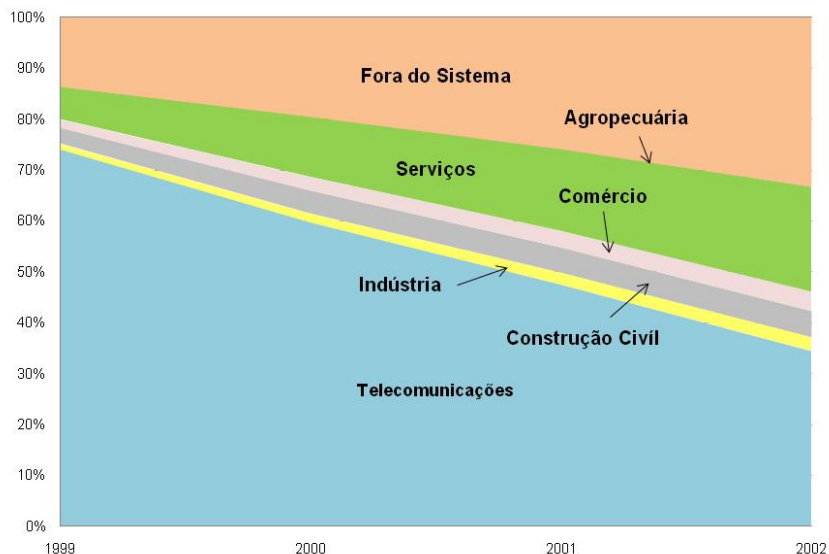 100%
90%
80%
70%
60%
50%
40%
30%
20%
10%
0%
Fora do Sistema
Agropecuária
Serviços
Comércio
Indústria
Construção Civíl
Telecomunicações
1999 2000 2001 2002